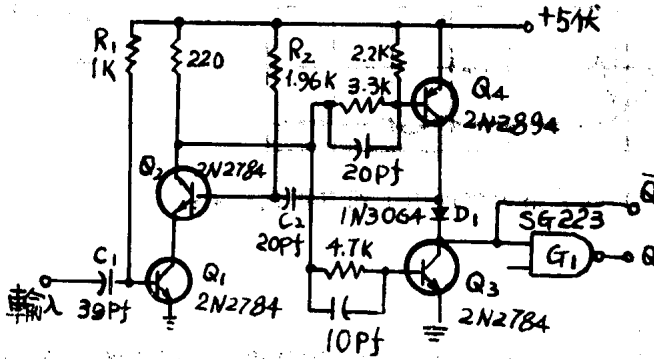 +5伏
R1
1K
220
R2
1.96K
2.2K
3.3K
Q4
2N2894
20Pf
Q2
2N2784
C2
20Pf
1N3064
D1
SG223
Q̅
G1
Q
4.7K
Q3
2N2784
10Pf
C1
39Pf
Q1
2N2784
輸入